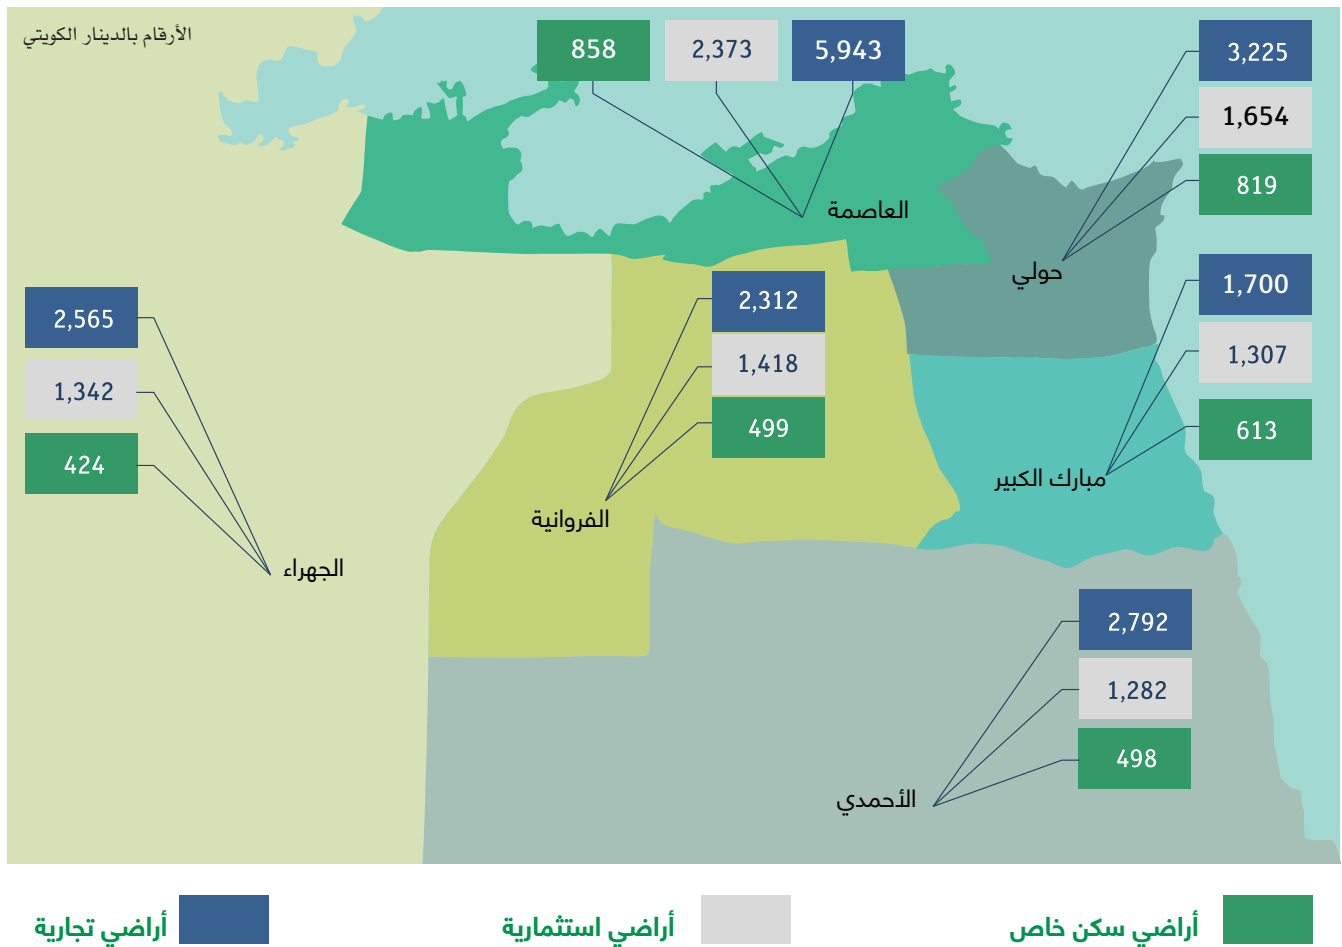 الأرقام بالدينار الكويتي
5,943
2,373
858
العاصمة
3,225
1,654
819
حولي
1,700
1,307
613
مبارك الكبير
2,312
1,418
499
الفروانية
2,565
1,342
424
الجهراء
2,792
1,282
498
الأحمدي
أراضي سكن خاص
أراضي استثمارية
أراضي تجارية